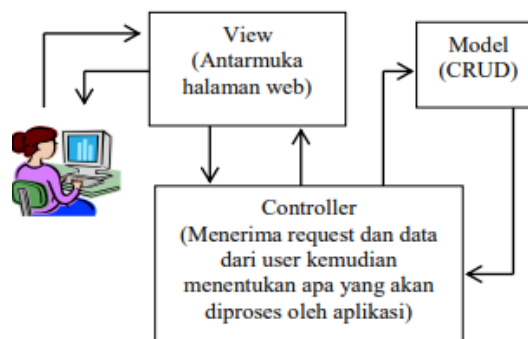 View
(Antarmuka
halaman web)
Model
(CRUD)
Controller
(Menerima request dan data
dari user kemudian
menentukan apa yang akan
diproses oleh aplikasi)